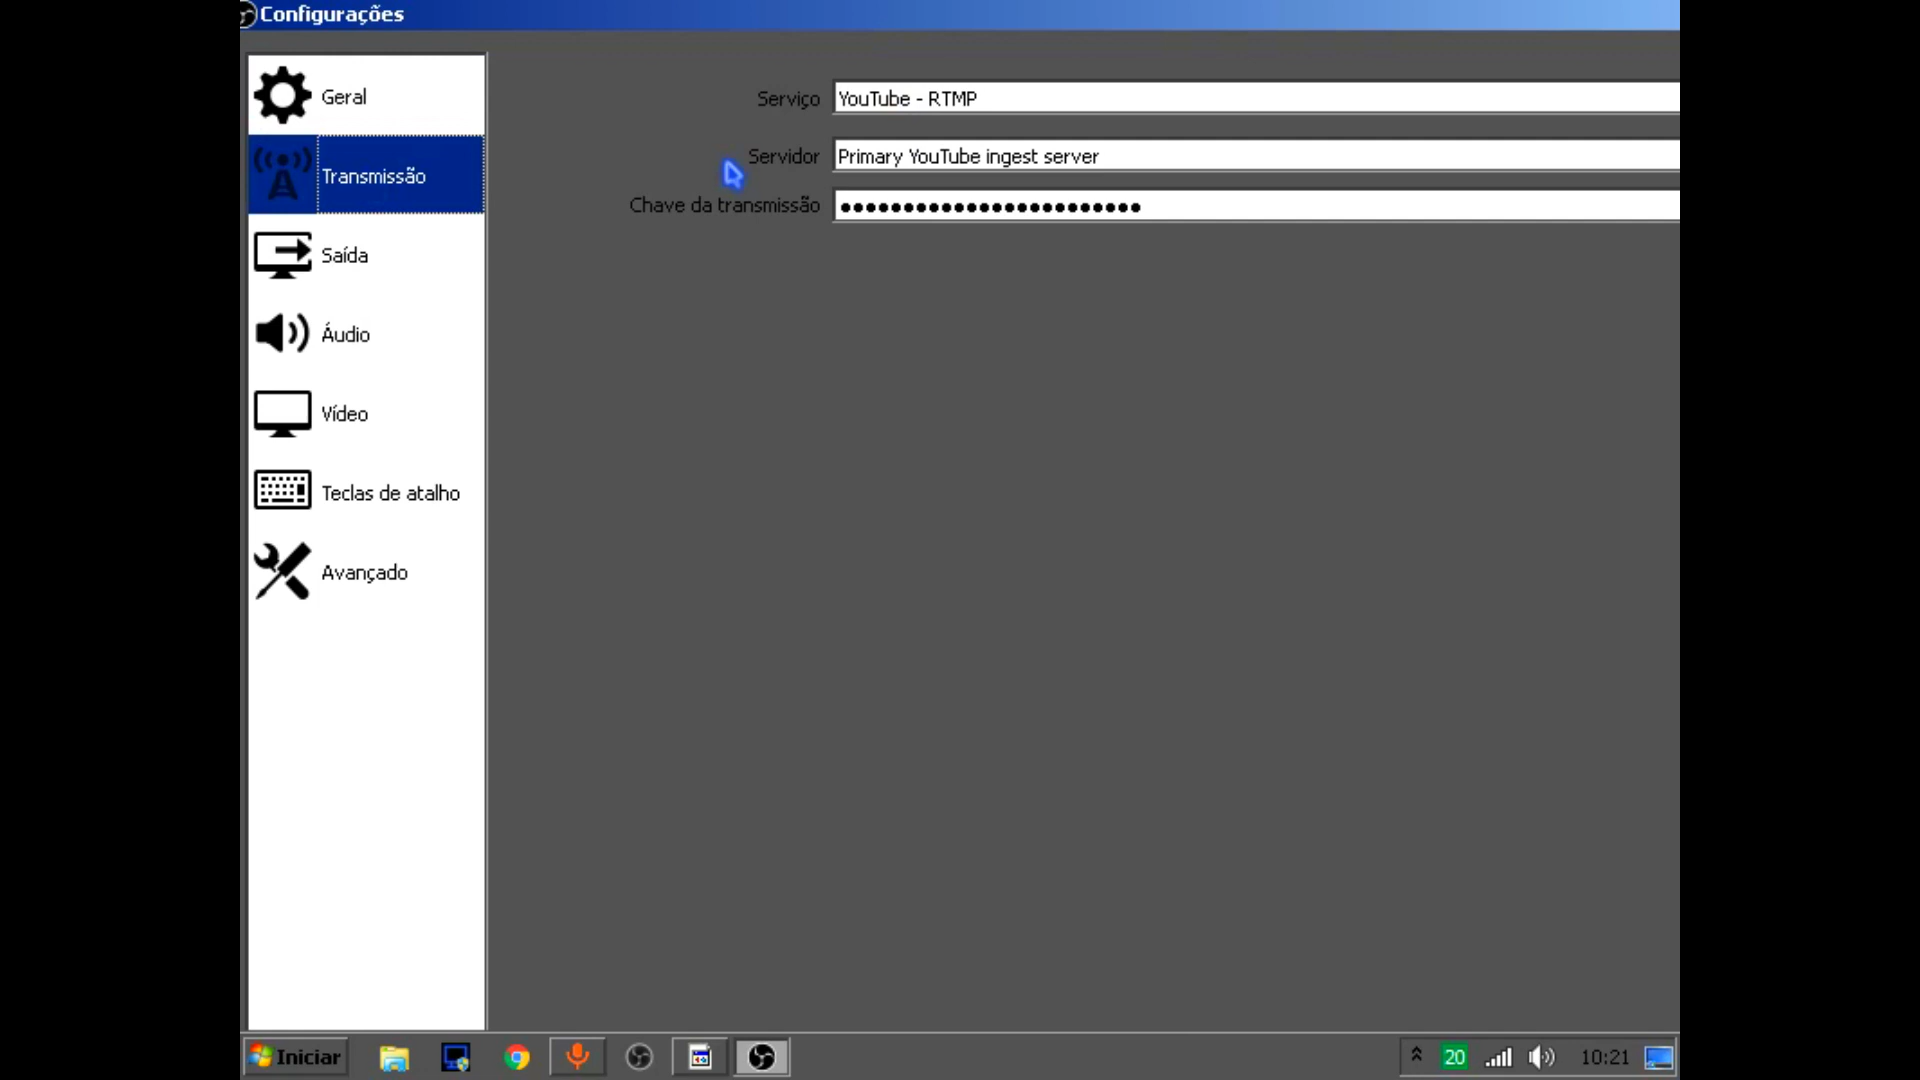 Configurações
Geral
Transmissão
Saída
Áudio
Vídeo
Teclas de atalho
Avançado
Serviço YouTube - RTMP
Servidor Primary YouTube ingest server
Chave da transmissão ••••••••••••••••••••••••
Iniciar
20
10:21